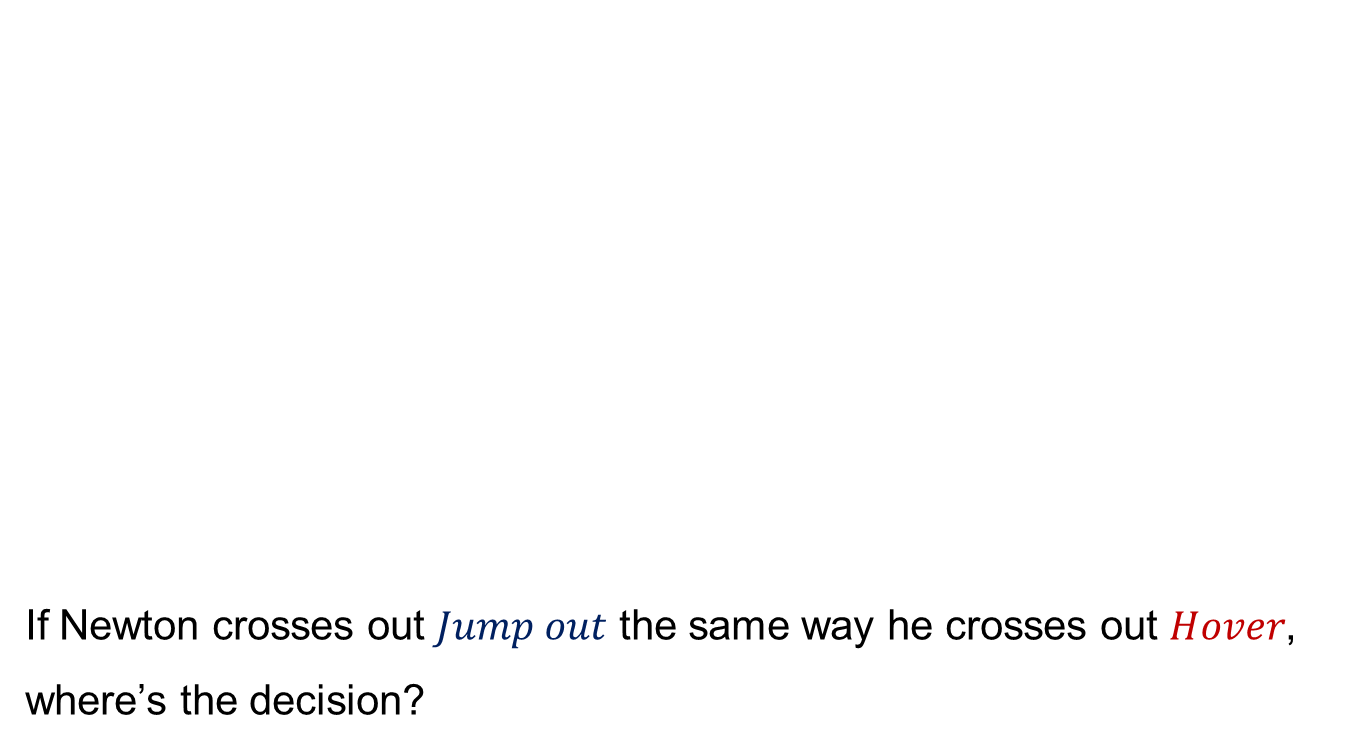 If Newton crosses out Jump out the same way he crosses out Hover,
where’s the decision?